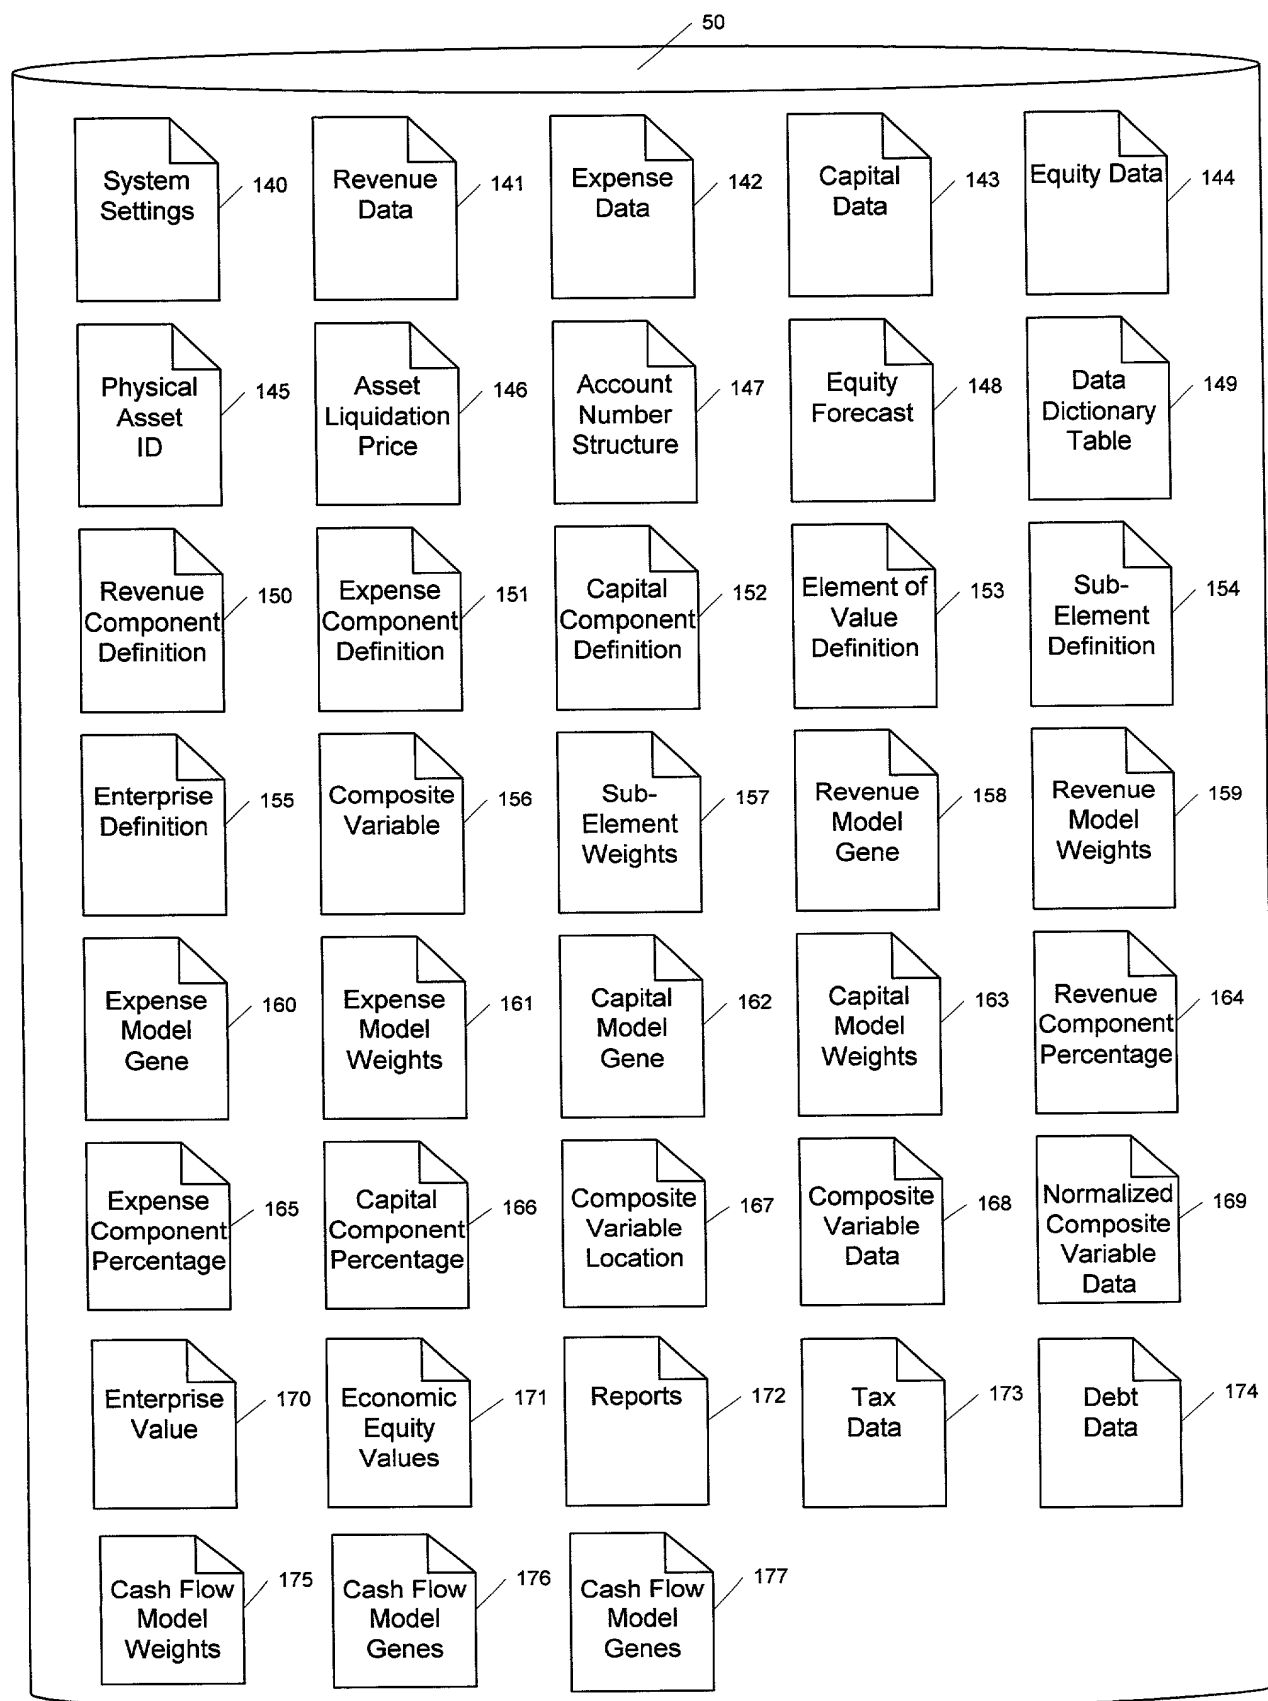 50
System
Settings
140
Revenue
Data
141
Expense
Data
142
Capital
Data
143
Equity Data
144
Physical
Asset
ID
145
Asset
Liquidation
Price
146
Account
Number
Structure
147
Equity
Forecast
148
Data
Dictionary
Table
149
Revenue
Component
Definition
150
Expense
Component
Definition
151
Capital
Component
Definition
152
Element of
Value
Definition
153
Sub-
Element
Definition
154
Enterprise
Definition
155
Composite
Variable
156
Sub-
Element
Weights
157
Revenue
Model
Gene
158
Revenue
Model
Weights
159
Expense
Model
Gene
160
Expense
Model
Weights
161
Capital
Model
Gene
162
Capital
Model
Weights
163
Revenue
Component
Percentage
164
Expense
Component
Percentage
165
Capital
Component
Percentage
166
Composite
Variable
Location
167
Composite
Variable
Data
168
Normalized
Composite
Variable
Data
169
Enterprise
Value
170
Economic
Equity
Values
171
Reports
172
Tax
Data
173
Debt
Data
174
Cash Flow
Model
Weights
175
Cash Flow
Model
Genes
176
Cash Flow
Model
Genes
177